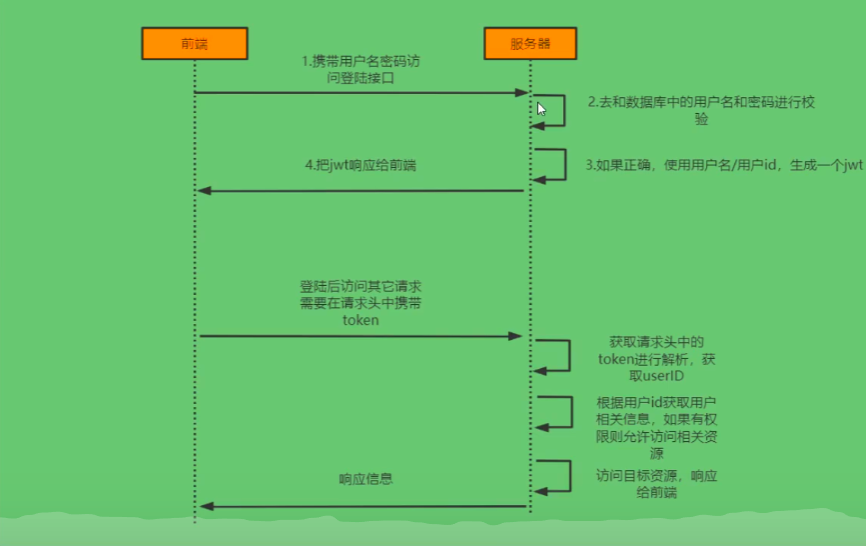 前端
服务器
1.携带用户名密码访
问登陆接口
2.去和数据库中的用户名和密码进行校
验
3.如果正确，使用用户名/用户id，生成一个jwt
4.把jwt响应给前端
登陆后访问其它请求
需要在请求头中携带
token
获取请求头中的
token进行解析，获
取userID
根据用户id获取用户
相关信息，如果有权
限则允许访问相关资
源
访问目标资源，响应
给前端
响应信息